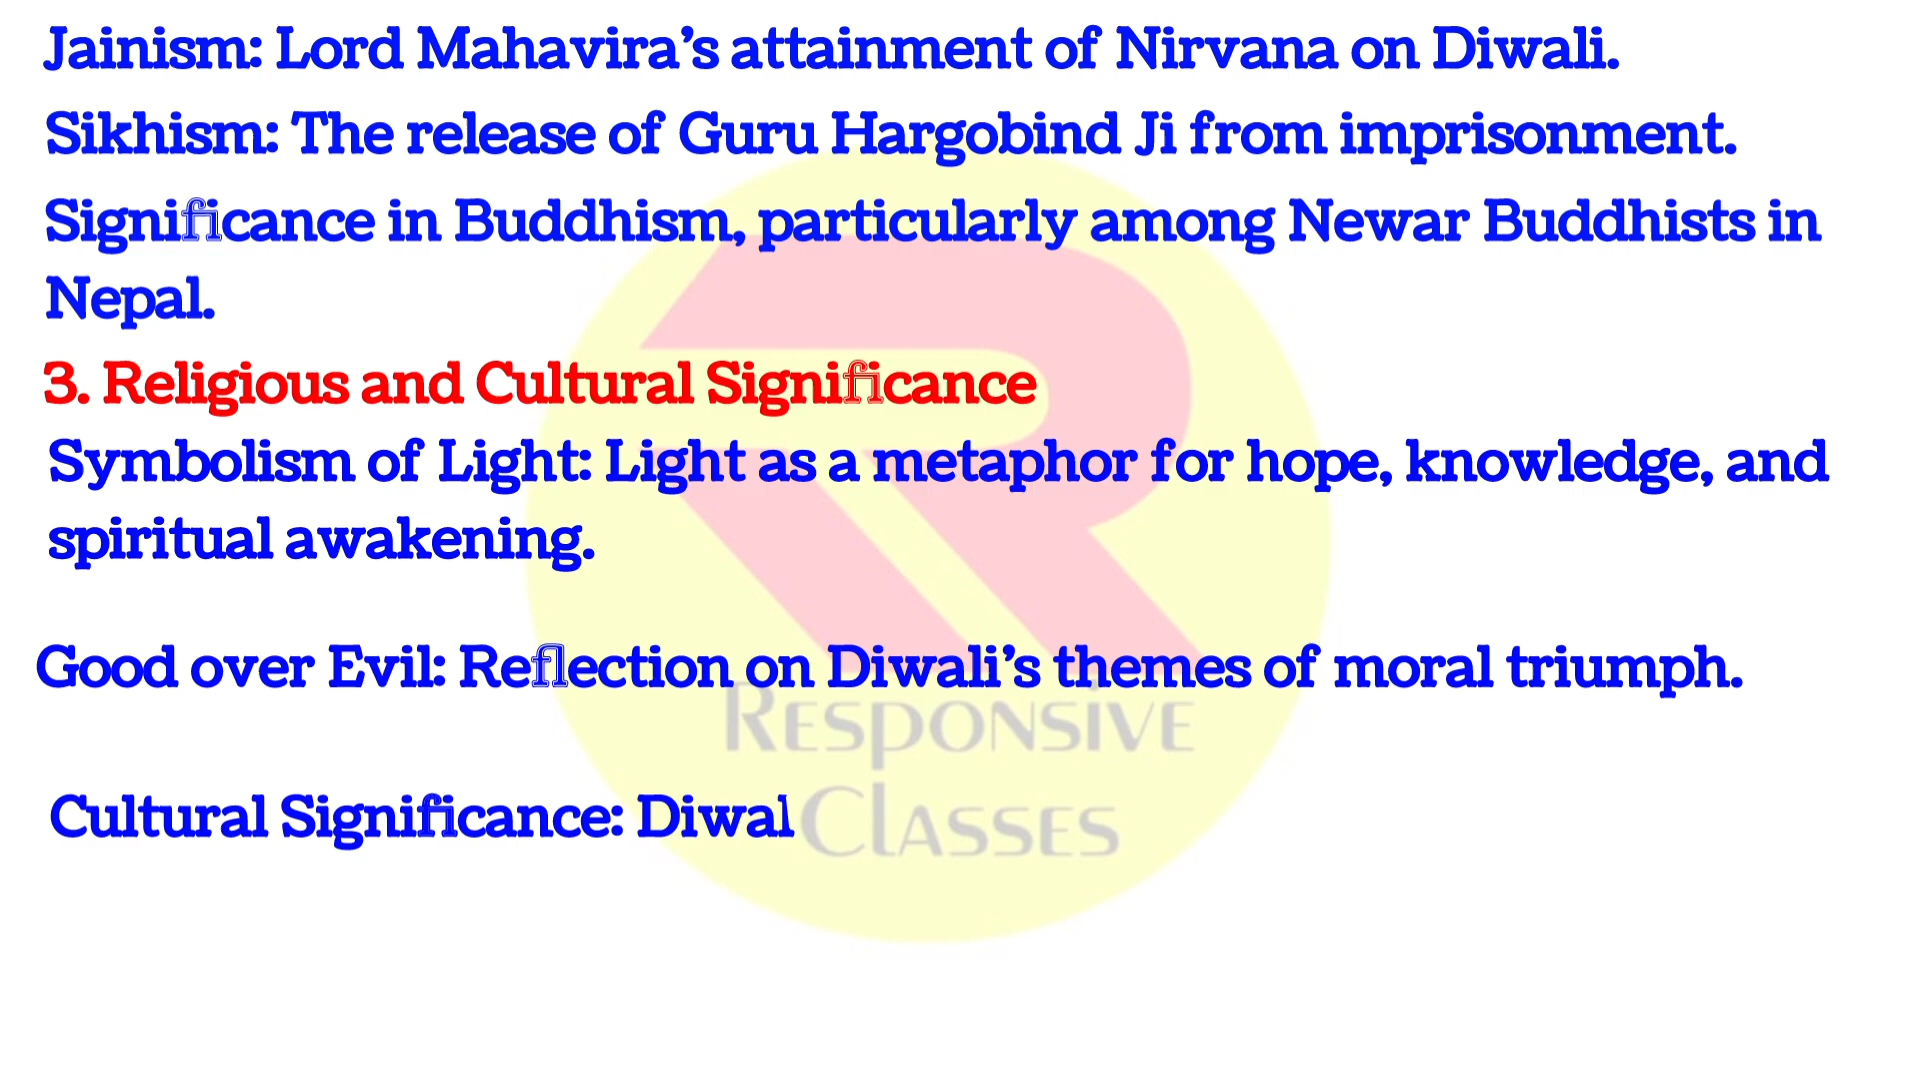 Jainism: Lord Mahavira’s attainment of Nirvana on Diwali.
Sikhism: The release of Guru Hargobind Ji from imprisonment.
Significance in Buddhism, particularly among Newar Buddhists in
Nepal.
3. Religious and Cultural Significance
Symbolism of Light: Light as a metaphor for hope, knowledge, and
spiritual awakening.
Good over Evil: Reflection on Diwali’s themes of moral triumph.
Responsive
Cultural Significance: Diwal
Classes